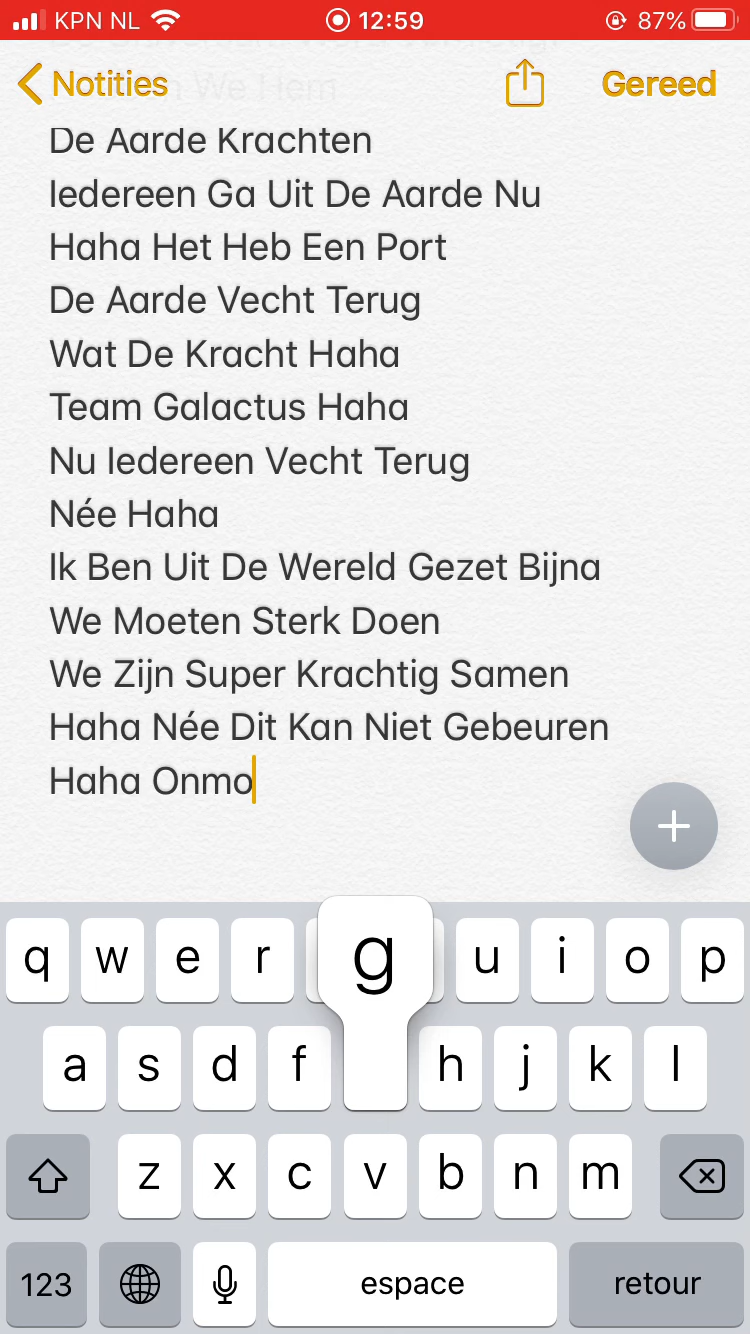 KPN NL 12:59 87%
Notities Gereed
We Hem
De Aarde Krachten
Iedereen Ga Uit De Aarde Nu
Haha Het Heb Een Port
De Aarde Vecht Terug
Wat De Kracht Haha
Team Galactus Haha
Nu Iedereen Vecht Terug
Née Haha
Ik Ben Uit De Wereld Gezet Bijna
We Moeten Sterk Doen
We Zijn Super Krachtig Samen
Haha Née Dit Kan Niet Gebeuren
Haha Onmo
q w e r g u i o p
a s d f h j k l
z x c v b n m
123 espace retour